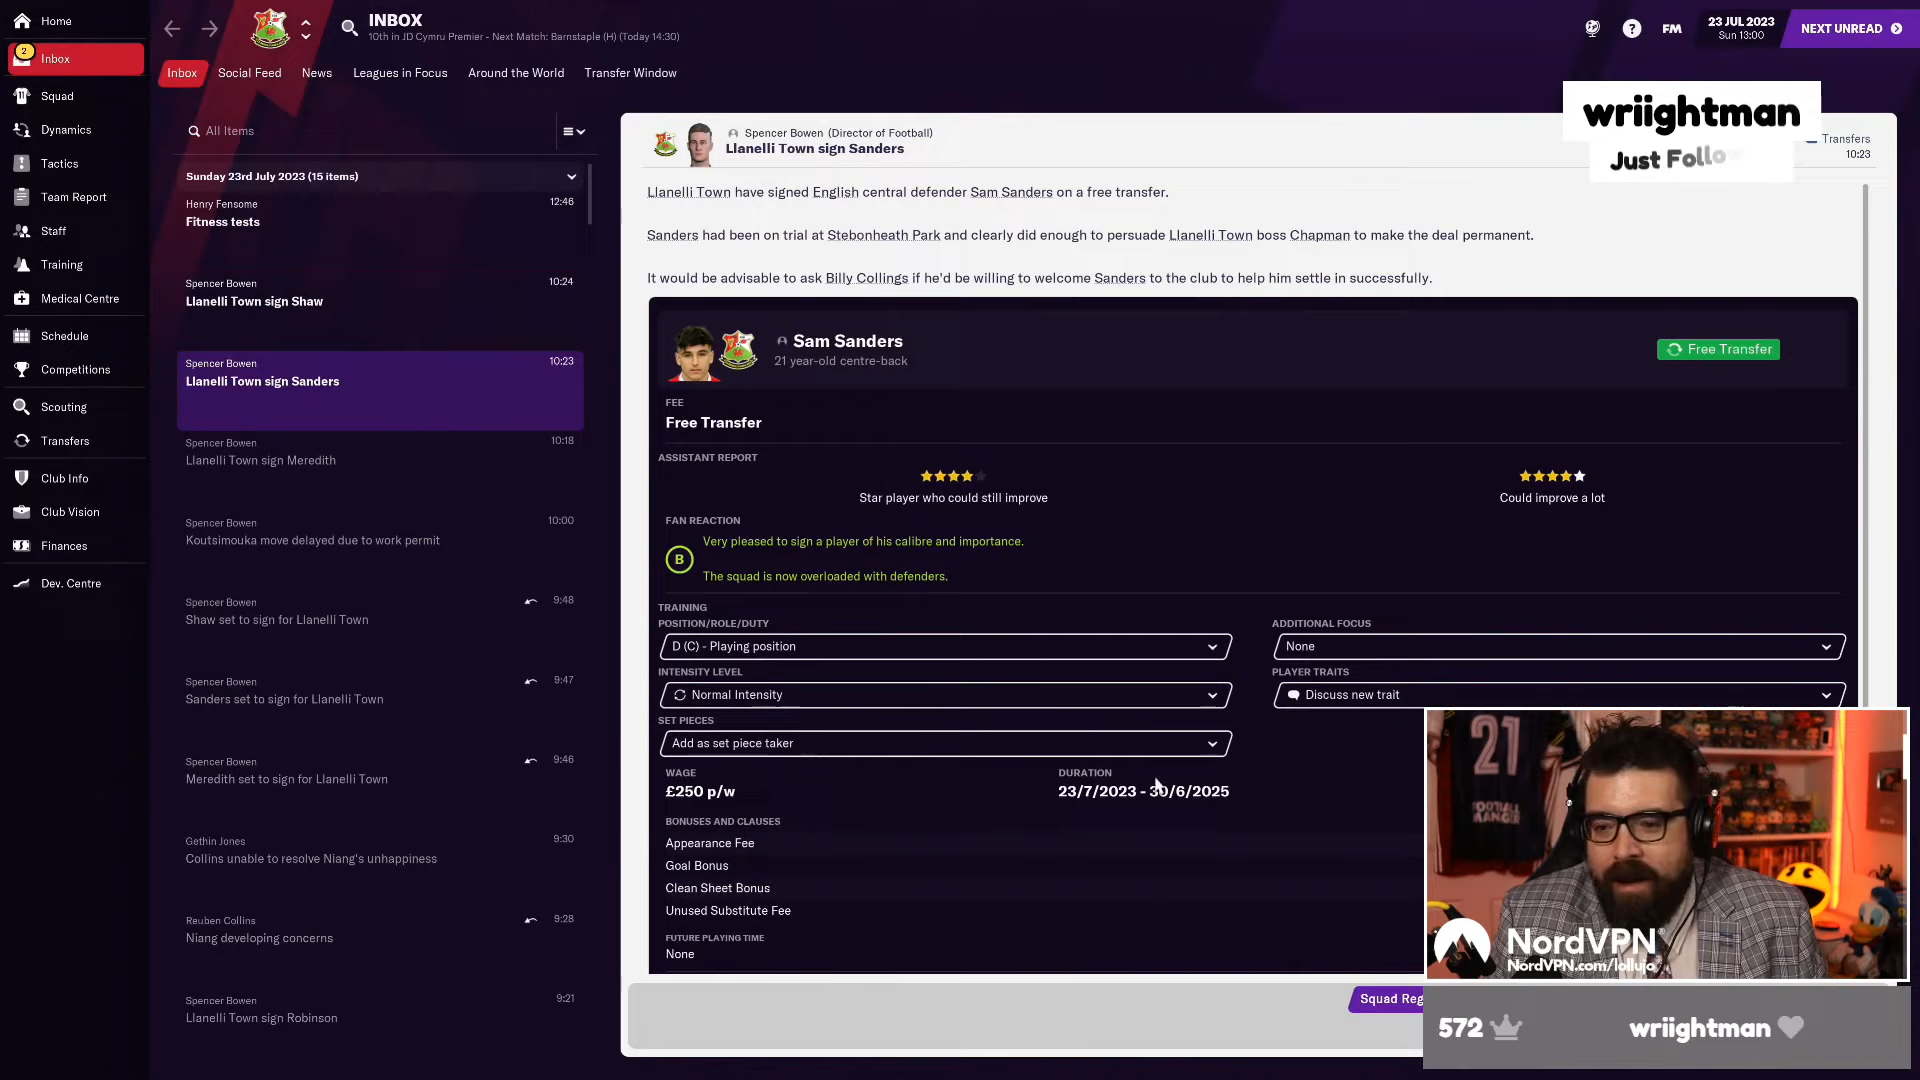 Home
2
Inbox
Squad
Dynamics
Tactics
Team Report
Staff
Training
Medical Centre
Schedule
Competitions
Scouting
Transfers
Club Info
Club Vision
Finances
Dev. Centre
INBOX
10th in JD Cymru Premier - Next Match: Barnstaple (H) (Today 14:30)
FM
23 JUL 2023
Sun 13:00
NEXT UNREAD
Inbox
Social Feed
News
Leagues in Focus
Around the World
Transfer Window
All Items
Sunday 23rd July 2023 (15 items)
Henry Fensome 12:46
Fitness tests
Spencer Bowen 10:24
Llanelli Town sign Shaw
Spencer Bowen 10:23
Llanelli Town sign Sanders
Spencer Bowen 10:18
Llanelli Town sign Meredith
Spencer Bowen 10:00
Koutsimouka move delayed due to work permit
Spencer Bowen 9:48
Shaw set to sign for Llanelli Town
Spencer Bowen 9:47
Sanders set to sign for Llanelli Town
Spencer Bowen 9:46
Meredith set to sign for Llanelli Town
Gethin Jones 9:30
Collins unable to resolve Niang's unhappiness
Reuben Collins 9:28
Niang developing concerns
Spencer Bowen 9:21
Llanelli Town sign Robinson
Spencer Bowen (Director of Football)
Llanelli Town sign Sanders
wriightman
Just Follo
Transfers
10:23
Llanelli Town have signed English central defender Sam Sanders on a free transfer.
Sanders had been on trial at Stebonheath Park and clearly did enough to persuade Llanelli Town boss Chapman to make the deal permanent.
It would be advisable to ask Billy Collings if he'd be willing to welcome Sanders to the club to help him settle in successfully.
Sam Sanders
21 year-old centre-back
Free Transfer
FEE
Free Transfer
ASSISTANT REPORT
Star player who could still improve
Could improve a lot
FAN REACTION
B
Very pleased to sign a player of his calibre and importance.
The squad is now overloaded with defenders.
TRAINING
POSITION/ROLE/DUTY
D (C) - Playing position
ADDITIONAL FOCUS
None
INTENSITY LEVEL
Normal Intensity
PLAYER TRAITS
Discuss new trait
SET PIECES
Add as set piece taker
WAGE
£250 p/w
DURATION
23/7/2023 - 30/6/2025
BONUSES AND CLAUSES
Appearance Fee
Goal Bonus
Clean Sheet Bonus
Unused Substitute Fee
FUTURE PLAYING TIME
None
Squad Reg
21
FOOTBALL
MANGER
NordVPN
NordVPN.com/lollujo
572
wriightman